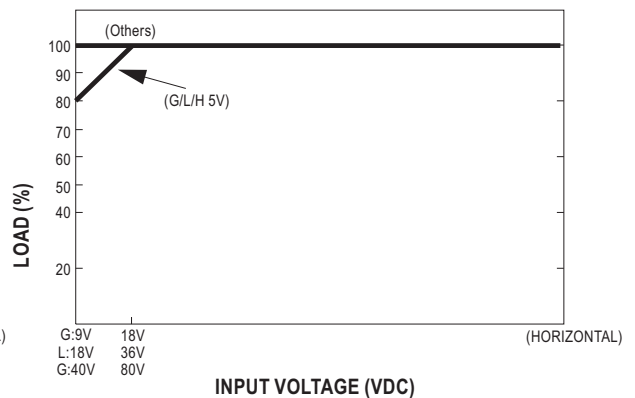 (Others)
100
90
(G/L/H 5V)
80
70
60
50
40
20
LOAD (%)
)
G:9V 18V (HORIZONTAL)
L:18V 36V
G:40V 80V
INPUT VOLTAGE (VDC)